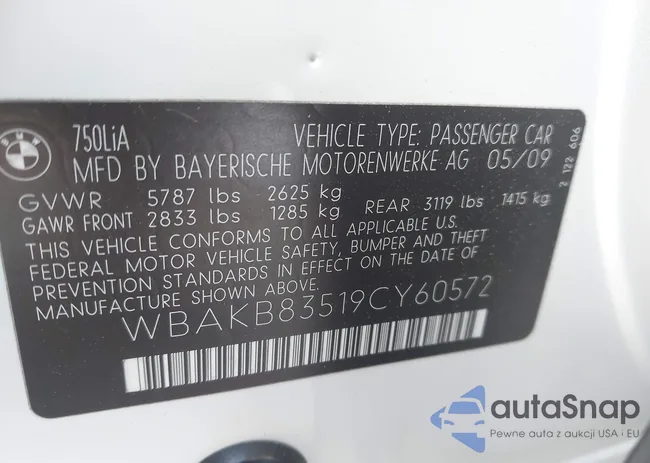 BMW
750LiA
VEHICLE TYPE: PASSENGER CAR
MFD BY BAYERISCHE MOTORENWERKE AG 05/09
GVWR 5787 lbs 2625 kg
GAWR FRONT 2833 lbs 1285 kg REAR 3119 lbs 1415 kg
THIS VEHICLE CONFORMS TO ALL APPLICABLE U.S.
FEDERAL MOTOR VEHICLE SAFETY, BUMPER AND THEFT
PREVENTION STANDARDS IN EFFECT ON THE DATE OF
MANUFACTURE SHOWN ABOVE.
WBAKB83519CY60572
2 122 606
autoSnap
Pewne auta z aukcji USA i EU